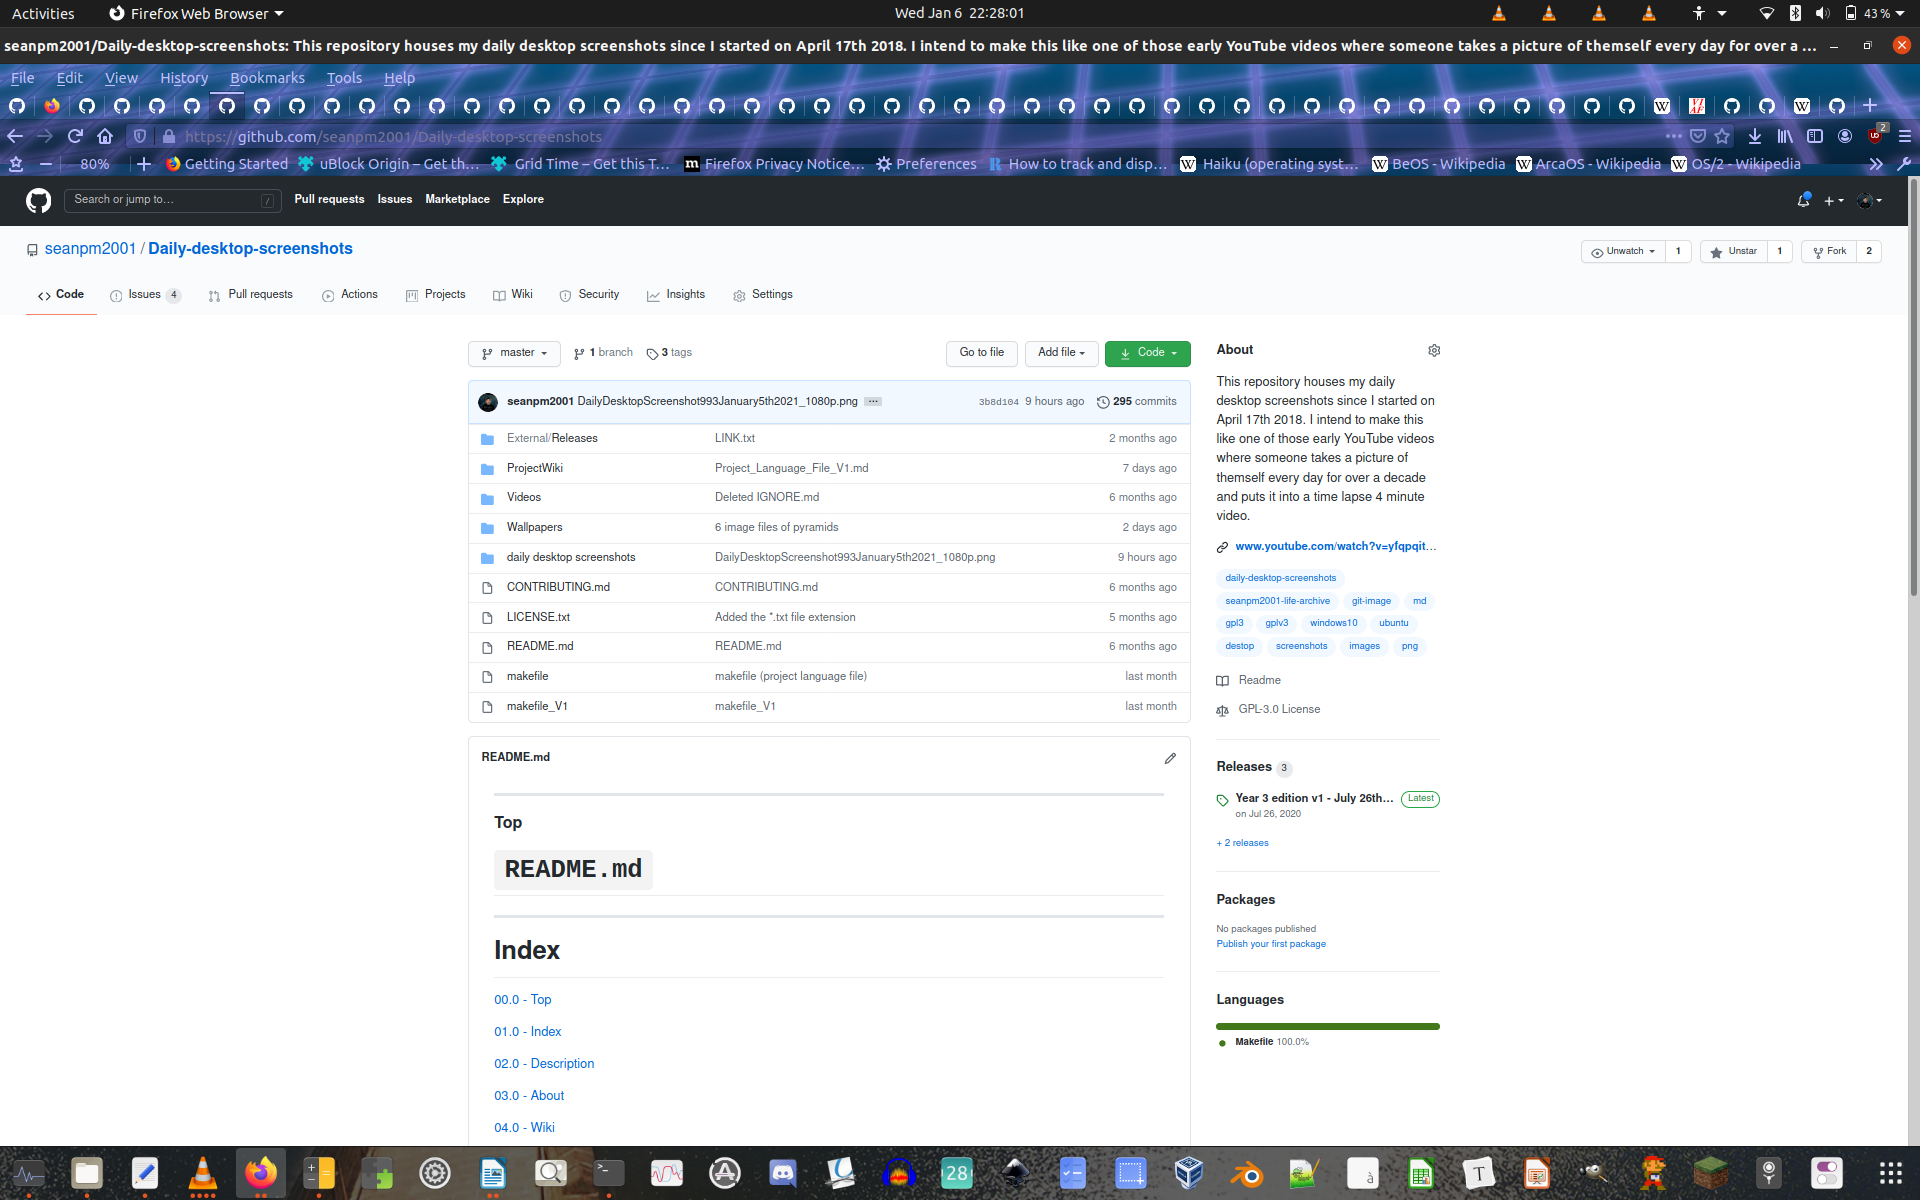 Activities Firefox Web Browser Wed Jan 6 22:28:01 43 %
seanpm2001/Daily-desktop-screenshots: This repository houses my daily desktop screenshots since I started on April 17th 2018. I intend to make this like one of those early YouTube videos where someone takes a picture of themself every day for over a ...
File Edit View History Bookmarks Tools Help
https://github.com/seanpm2001/Daily-desktop-screenshots 2
80% Getting Started uBlock Origin – Get th… Grid Time – Get this T… Firefox Privacy Notice… Preferences How to track and disp… Haiku (operating syst… BeOS - Wikipedia ArcaOS - Wikipedia OS/2 - Wikipedia
Search or jump to… / Pull requests Issues Marketplace Explore
seanpm2001 / Daily-desktop-screenshots
Unwatch 1 Unstar 1 Fork 2
Code Issues 4 Pull requests Actions Projects Wiki Security Insights Settings
master 1 branch 3 tags Go to file Add file Code
seanpm2001 DailyDesktopScreenshot993January5th2021_1080p.png ... 3b8d104 9 hours ago 295 commits
External/Releases LINK.txt 2 months ago
ProjectWiki Project_Language_File_V1.md 7 days ago
Videos Deleted IGNORE.md 6 months ago
Wallpapers 6 image files of pyramids 2 days ago
daily desktop screenshots DailyDesktopScreenshot993January5th2021_1080p.png 9 hours ago
CONTRIBUTING.md CONTRIBUTING.md 6 months ago
LICENSE.txt Added the *.txt file extension 5 months ago
README.md README.md 6 months ago
makefile makefile (project language file) last month
makefile_V1 makefile_V1 last month
README.md
Top
README.md
Index
00.0 - Top
01.0 - Index
02.0 - Description
03.0 - About
04.0 - Wiki
About
This repository houses my daily
desktop screenshots since I started on
April 17th 2018. I intend to make this
like one of those early YouTube videos
where someone takes a picture of
themself every day for over a decade
and puts it into a time lapse 4 minute
video.
www.youtube.com/watch?v=yfqpqit…
daily-desktop-screenshots
seanpm2001-life-archive git-image md
gpl3 gplv3 windows10 ubuntu
destop screenshots images png
Readme
GPL-3.0 License
Releases 3
Year 3 edition v1 - July 26th… Latest
on Jul 26, 2020
+ 2 releases
Packages
No packages published
Publish your first package
Languages
Makefile 100.0%
28